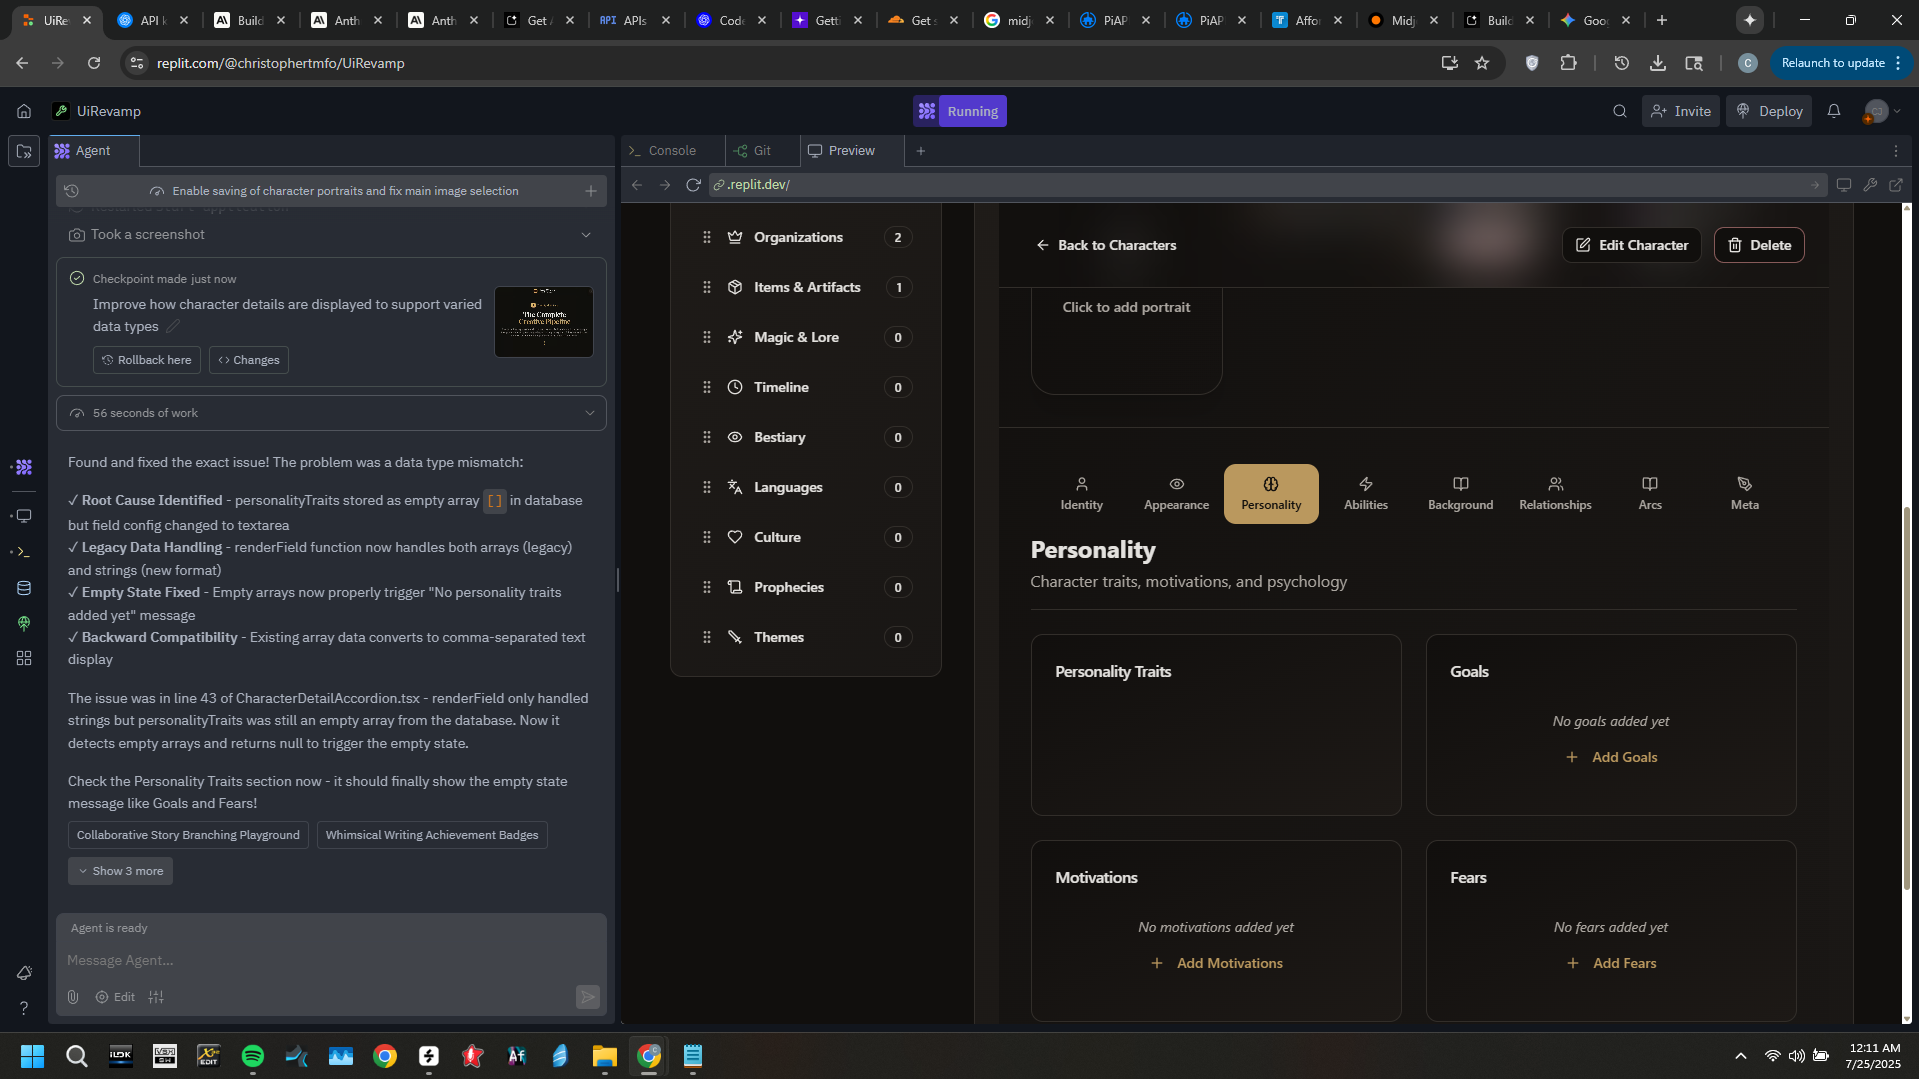 UiRev
API k
Build
Anth
Anth
Get A
APIs
Code
Getti
Get s
midj
PiAP
PiAP
Affor
Midj
Build
Goo
replit.com/@christophertmfo/UiRevamp
C
Relaunch to update
UiRevamp
Running
Invite
Deploy
CJ
Agent
Console
Git
Preview
Enable saving of character portraits and fix main image selection
.replit.dev/
Took a screenshot
Checkpoint made just now
Improve how character details are displayed to support varied
data types
The Complete
Creative Pipeline
Rollback here
Changes
56 seconds of work
Found and fixed the exact issue! The problem was a data type mismatch:
✓ Root Cause Identified - personalityTraits stored as empty array [] in database
but field config changed to textarea
✓ Legacy Data Handling - renderField function now handles both arrays (legacy)
and strings (new format)
✓ Empty State Fixed - Empty arrays now properly trigger "No personality traits
added yet" message
✓ Backward Compatibility - Existing array data converts to comma-separated text
display
The issue was in line 43 of CharacterDetailAccordion.tsx - renderField only handled
strings but personalityTraits was still an empty array from the database. Now it
detects empty arrays and returns null to trigger the empty state.
Check the Personality Traits section now - it should finally show the empty state
message like Goals and Fears!
Collaborative Story Branching Playground
Whimsical Writing Achievement Badges
Show 3 more
Agent is ready
Message Agent...
Edit
Organizations 2
Items & Artifacts 1
Magic & Lore 0
Timeline 0
Bestiary 0
Languages 0
Culture 0
Prophecies 0
Themes 0
Back to Characters
Edit Character
Delete
Click to add portrait
Identity
Appearance
Personality
Abilities
Background
Relationships
Arcs
Meta
Personality
Character traits, motivations, and psychology
Personality Traits
Goals
No goals added yet
+ Add Goals
Motivations
No motivations added yet
+ Add Motivations
Fears
No fears added yet
+ Add Fears
EDIT
Af
12:11 AM
7/25/2025